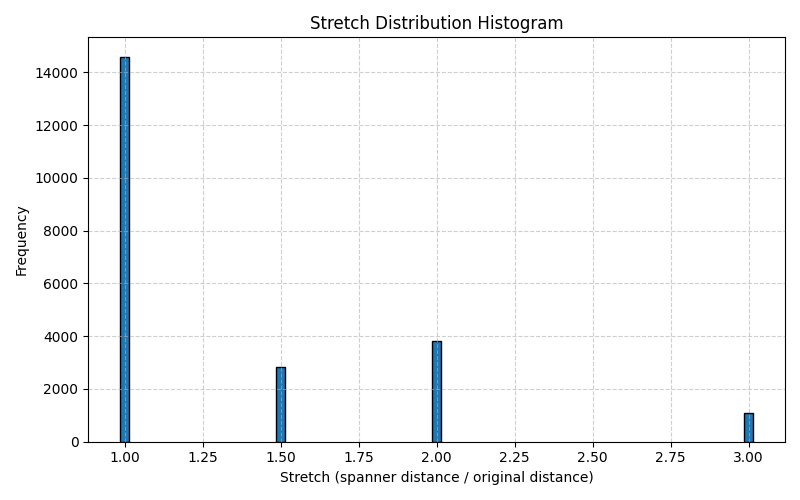 Stretch Distribution Histogram
Frequency
14000
12000
10000
8000
6000
4000
2000
0
1.00 1.25 1.50 1.75 2.00 2.25 2.50 2.75 3.00
Stretch (spanner distance / original distance)